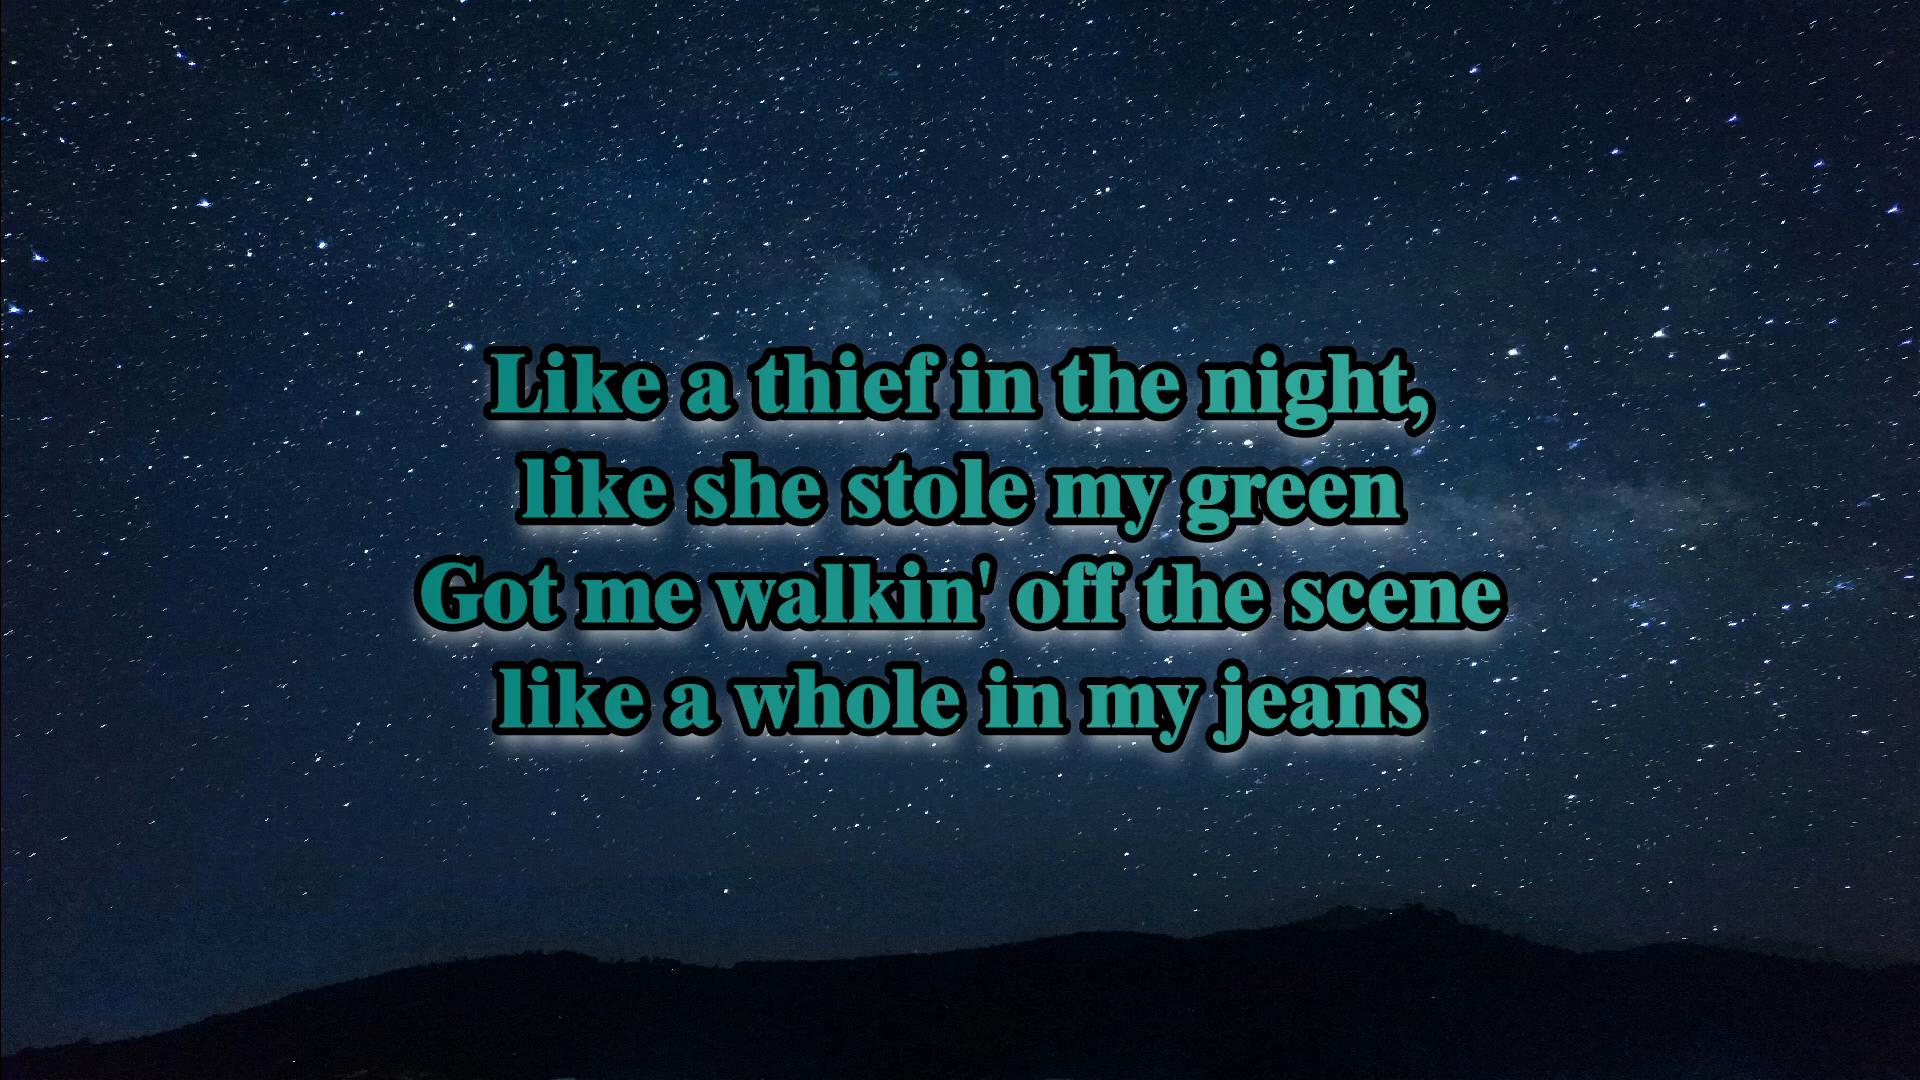 Like a thief in the night,
like she stole my green
Got me walkin' off the scene
like a whole in my jeans